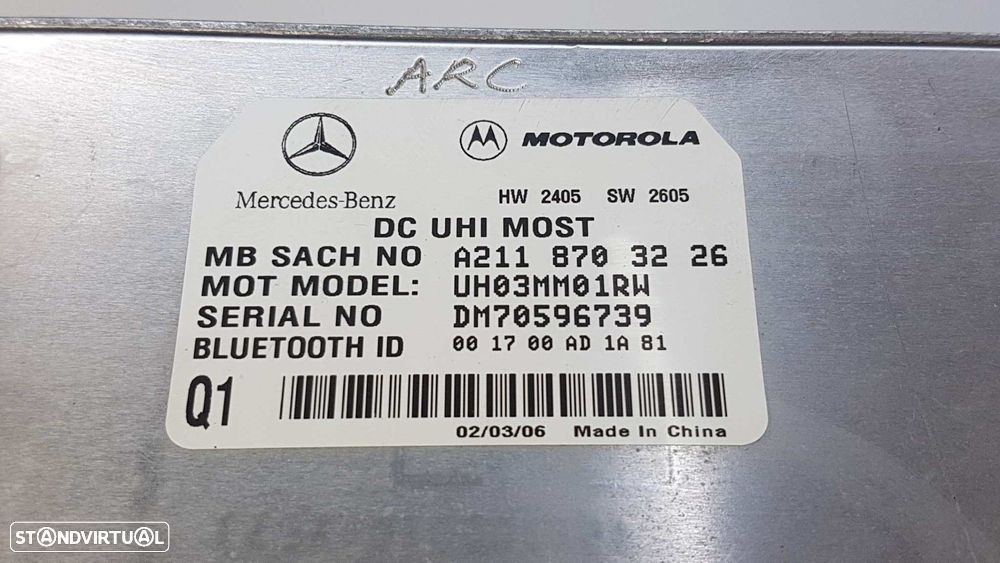 ARC
MOTOROLA
Mercedes-Benz
HW 2405 SW 2605
DC UHI MOST
MB SACH NO A211 870 32 26
MOT MODEL: UH03MM01RW
SERIAL NO DM70596739
BLUETOOTH ID 00 17 00 AD 1A 81
Q1
02/03/06 Made In China
STANDVIRTUAL